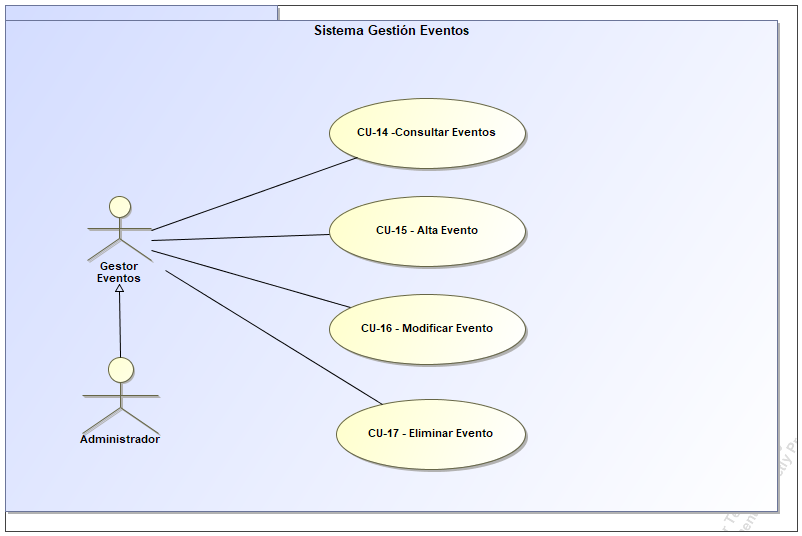 Sistema Gestión Eventos
CU-14 -Consultar Eventos
CU-15 - Alta Evento
Gestor
Eventos
CU-16 - Modificar Evento
CU-17 - Eliminar Evento
Administrador